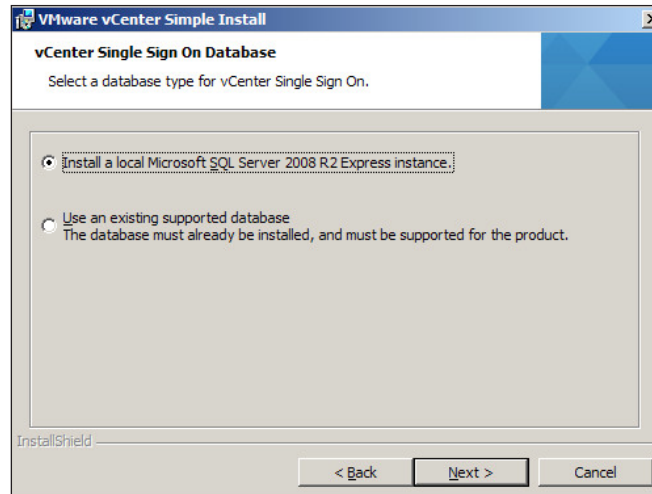 VMware vCenter Simple Install
vCenter Single Sign On Database
Select a database type for vCenter Single Sign On.
Install a local Microsoft SQL Server 2008 R2 Express instance.
Use an existing supported database
The database must already be installed, and must be supported for the product.
InstallShield
< Back
Next >
Cancel